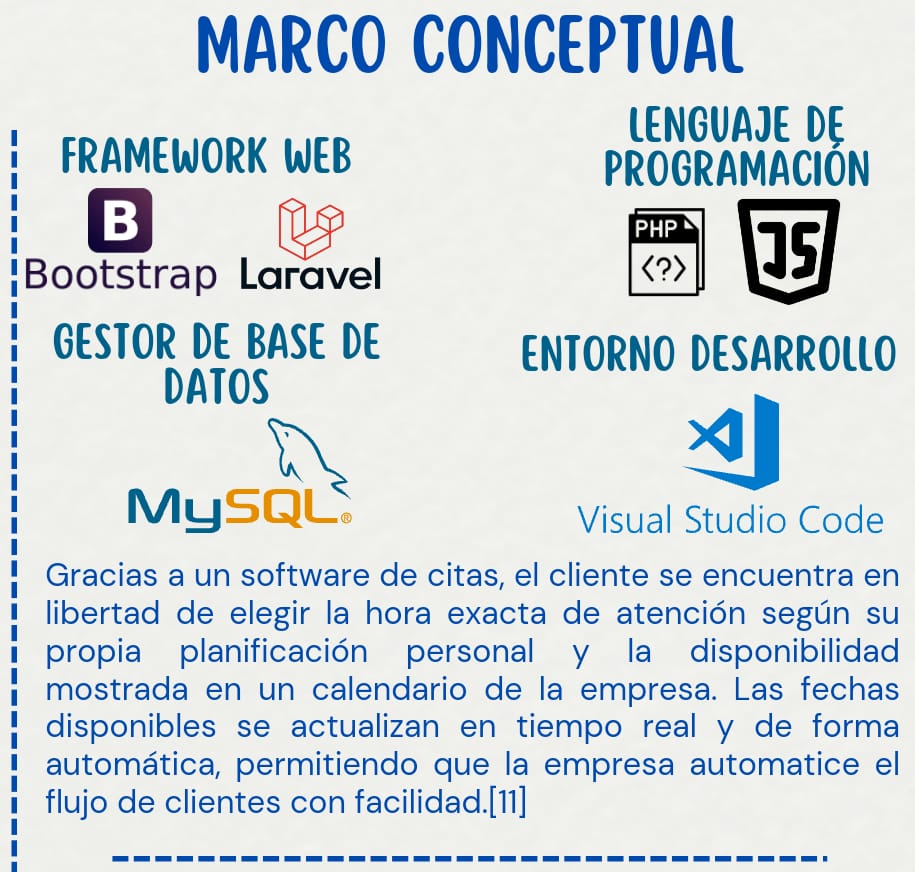 MARCO CONCEPTUAL
FRAMEWORK WEB
B
Bootstrap
Laravel
LENGUAJE DE
PROGRAMACIÓN
PHP
<?>
JS
GESTOR DE BASE DE
DATOS
MySQL®
ENTORNO DESARROLLO
Visual Studio Code
Gracias a un software de citas, el cliente se encuentra en
libertad de elegir la hora exacta de atención según su
propia planificación personal y la disponibilidad
mostrada en un calendario de la empresa. Las fechas
disponibles se actualizan en tiempo real y de forma
automática, permitiendo que la empresa automatice el
flujo de clientes con facilidad.[11]